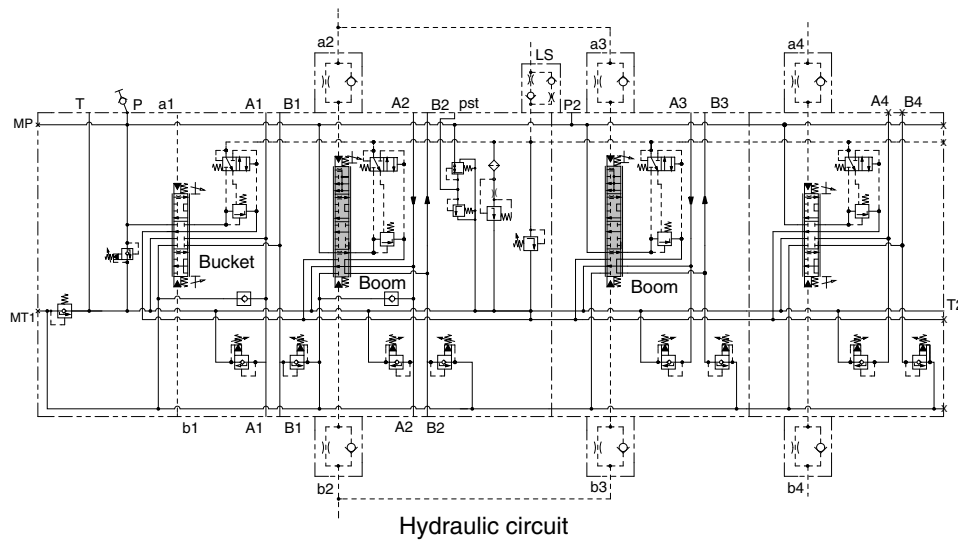 a2
a3
a4
LS
T
P
a1
A1
B1
A2
B2
pst
P2
A3
B3
A4
B4
MP
Bucket
Boom
Boom
MT1
T2
b1
A1
B1
A2
B2
b2
b3
b4
Hydraulic circuit